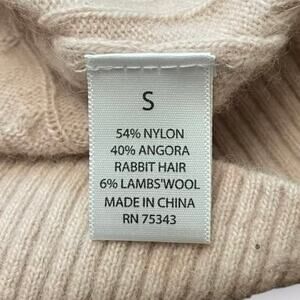 S
54% NYLON
40% ANGORA
RABBIT HAIR
6% LAMBS'WOOL
MADE IN CHINA
RN 75343